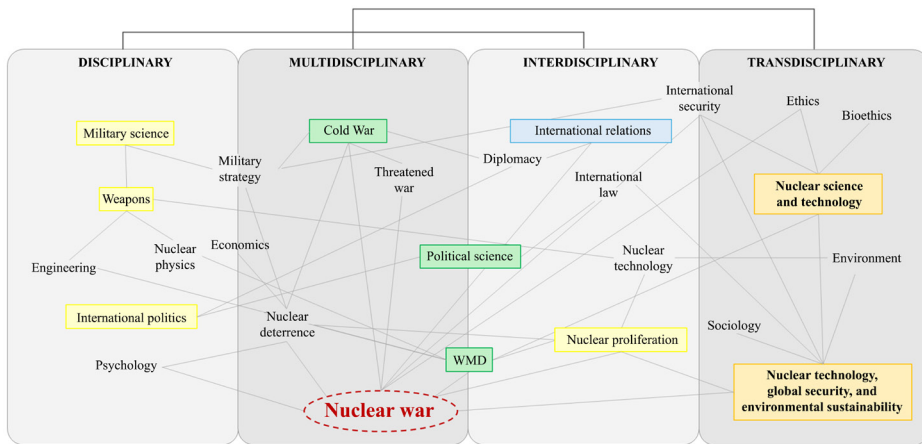 DISCIPLINARY
MULTIDISCIPLINARY
INTERDISCIPLINARY
TRANSDISCIPLINARY
Military science
Weapons
Engineering
Nuclear
physics
International politics
Psychology
Military
strategy
Economics
Cold War
Threatened
war
Political science
Nuclear
deterrence
WMD
Nuclear war
International relations
Diplomacy
International
law
Nuclear
technology
Nuclear proliferation
International
security
Ethics
Bioethics
Nuclear science
and technology
Environment
Sociology
Nuclear technology,
global security, and
environmental sustainability